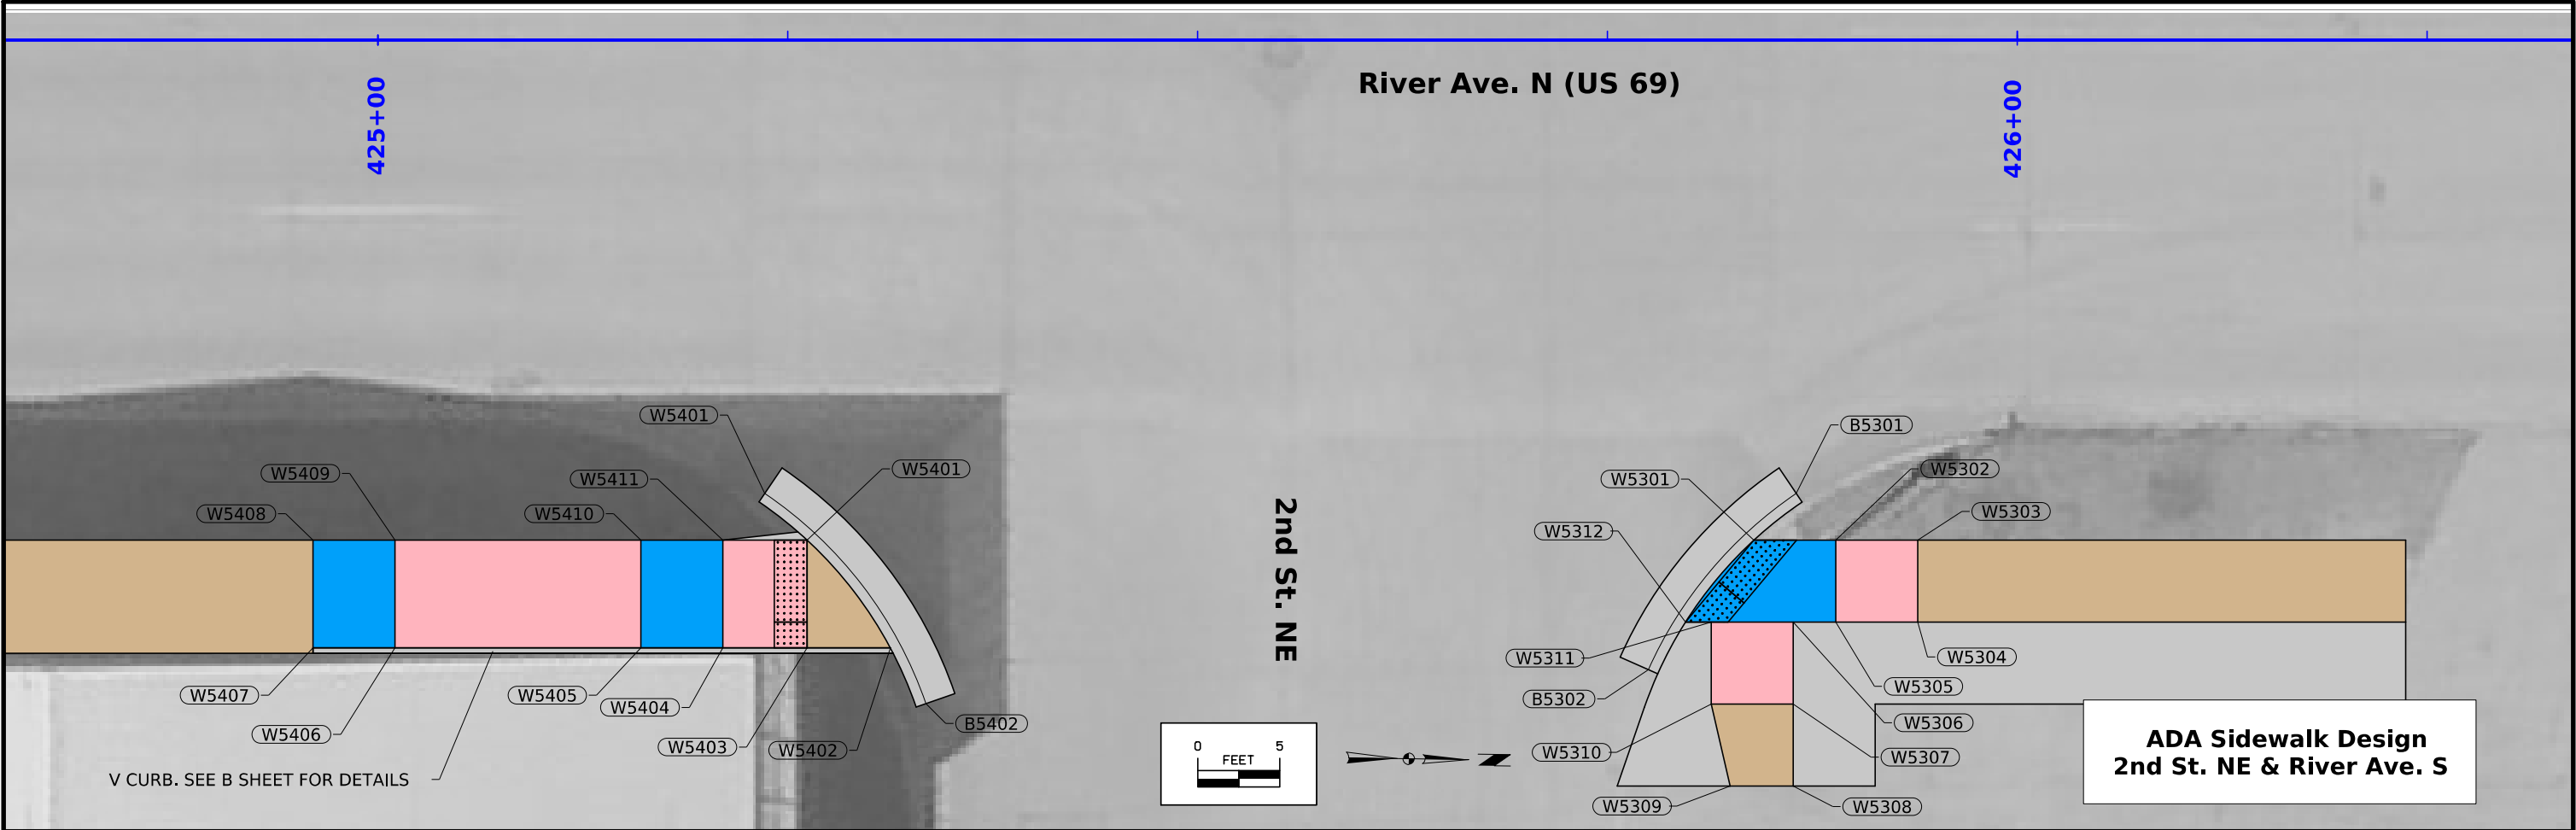 River Ave. N (US 69)
425+00
426+00
W5401
B5301
W5409
W5411
W5401
W5301
W5302
W5408
W5410
W5312
W5303
2nd St. NE
W5311
W5304
W5407
W5405
W5404
B5302
W5305
W5406
W5403
W5402
B5402
W5306
W5310
W5307
0 5
FEET
V CURB. SEE B SHEET FOR DETAILS
W5309
W5308
ADA Sidewalk Design
2nd St. NE & River Ave. S